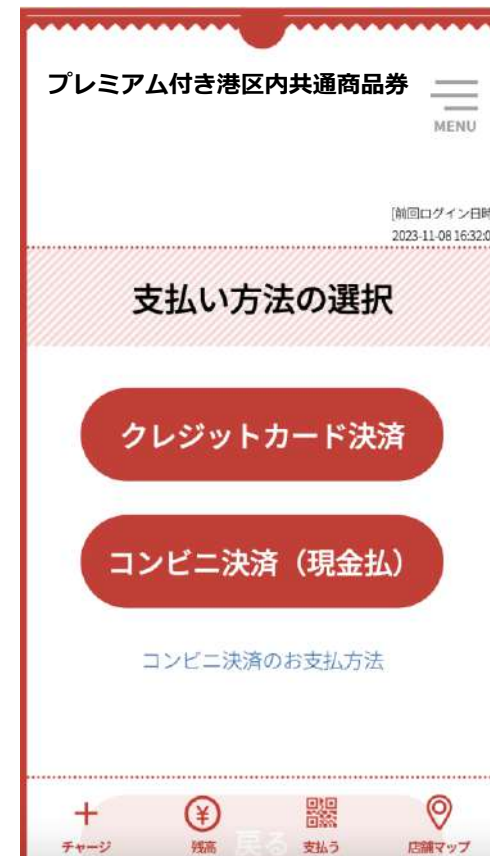 プレミアム付き港区内共通商品券
MENU
[前回ログイン日時
2023-11-08 16:32:0
支払い方法の選択
クレジットカード決済
コンビニ決済（現金払）
コンビニ決済のお支払方法
戻る
チャージ
残高
支払う
店舗マップ